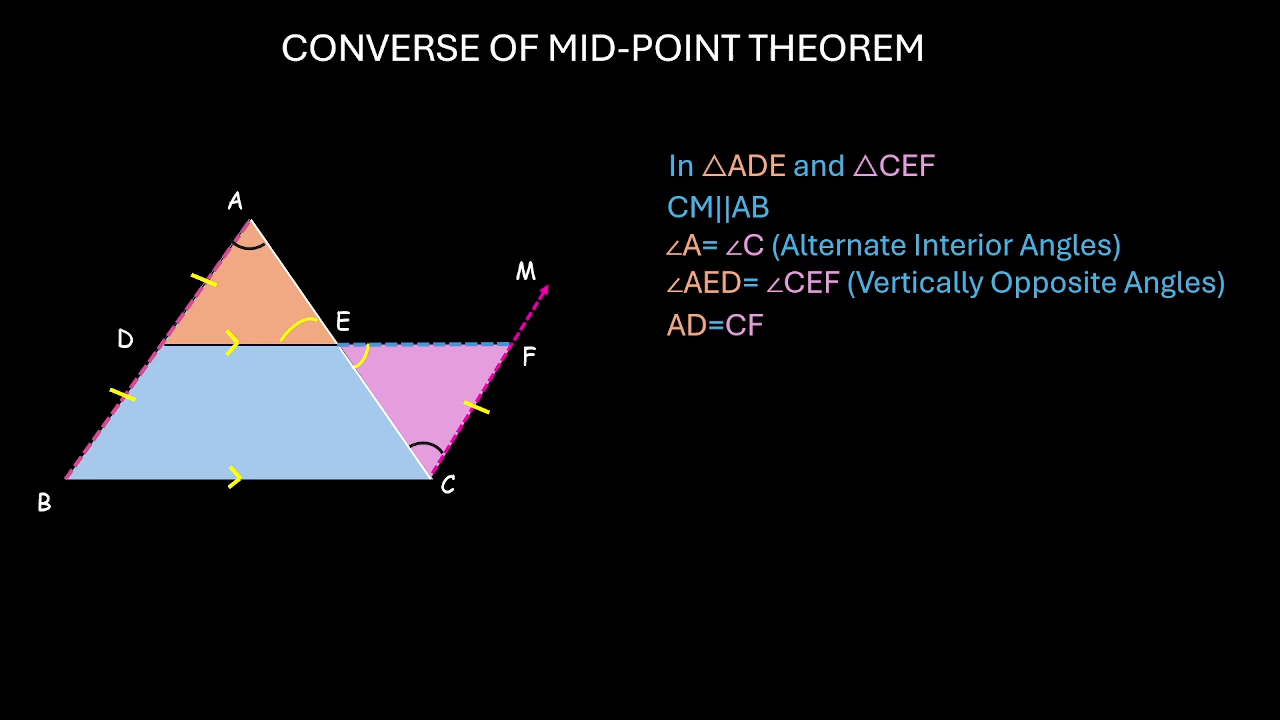 CONVERSE OF MID-POINT THEOREM
In △ADE and △CEF
CM||AB
∠A= ∠C (Alternate Interior Angles)
∠AED= ∠CEF (Vertically Opposite Angles)
AD=CF
A
M
E
D
F
C
B